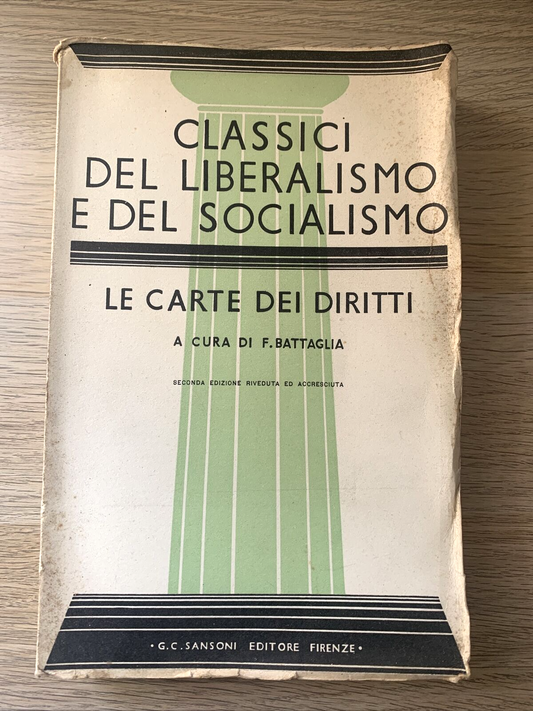 CLASSICI
DEL LIBERALISMO
E DEL SOCIALISMO
LE CARTE DEI DIRITTI
A CURA DI F. BATTAGLIA
SECONDA EDIZIONE RIVEDUTA ED ACCRESCIUTA
• G. C. SANSONI EDITORE FIRENZE •